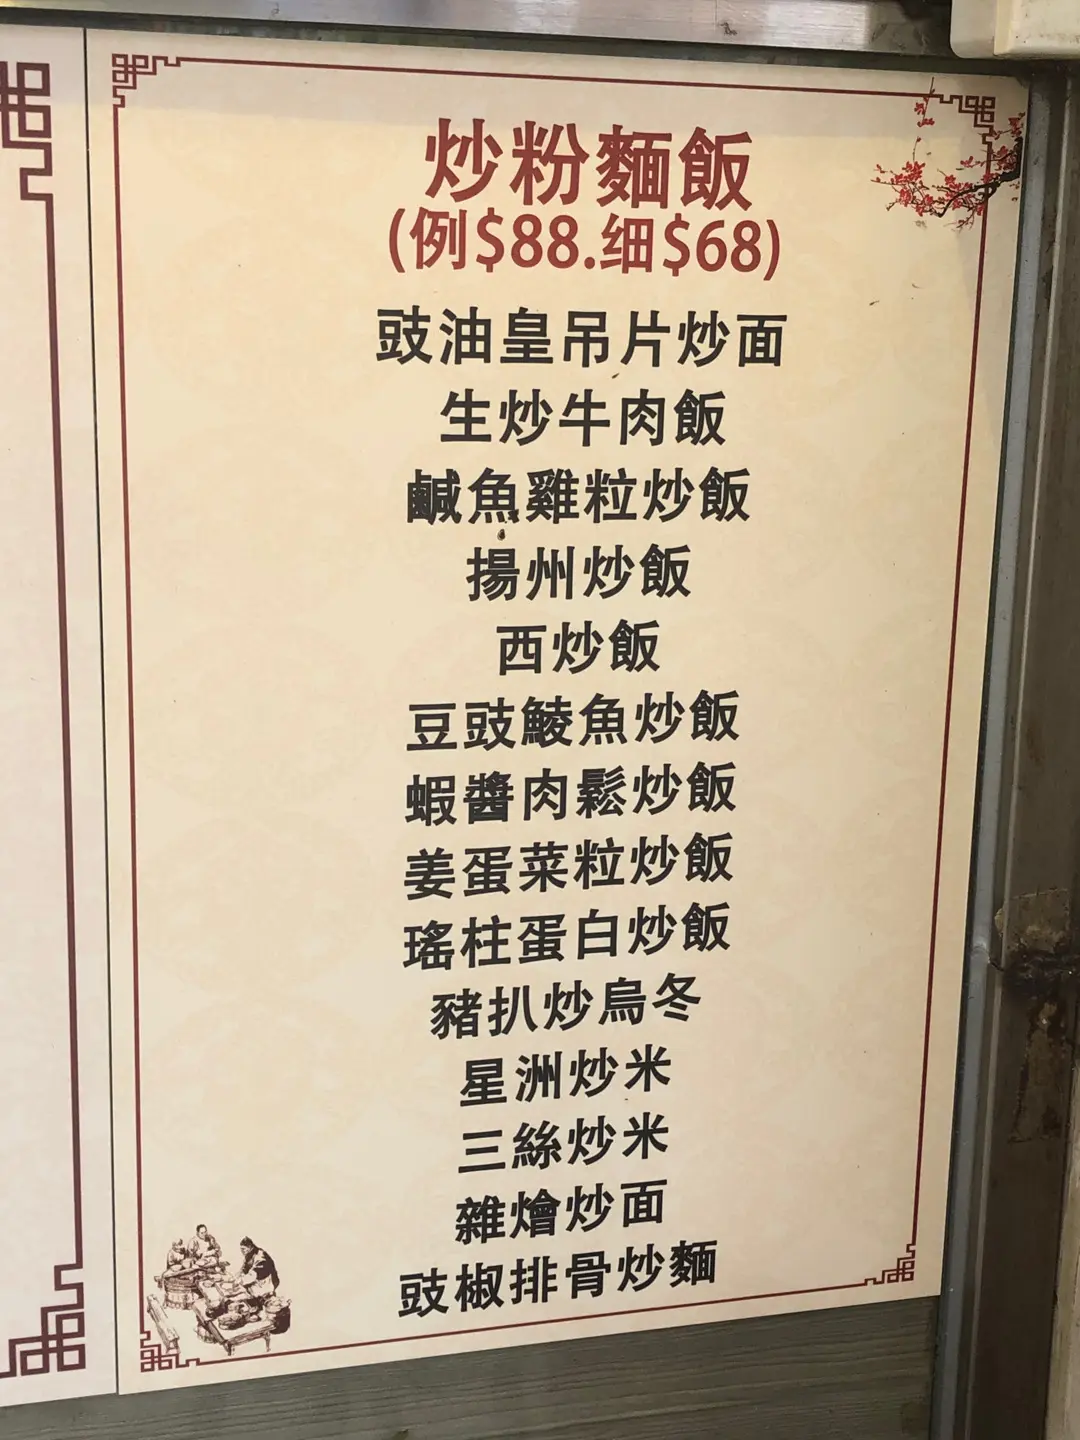 炒粉麵飯
(例$88.细$68)
豉油皇吊片炒面
生炒牛肉飯
鹹魚雞粒炒飯
揚州炒飯
西炒飯
豆豉鯪魚炒飯
蝦醬肉鬆炒飯
姜蛋菜粒炒飯
瑤柱蛋白炒飯
豬扒炒烏冬
星洲炒米
三絲炒米
雜燴炒面
豉椒排骨炒麵